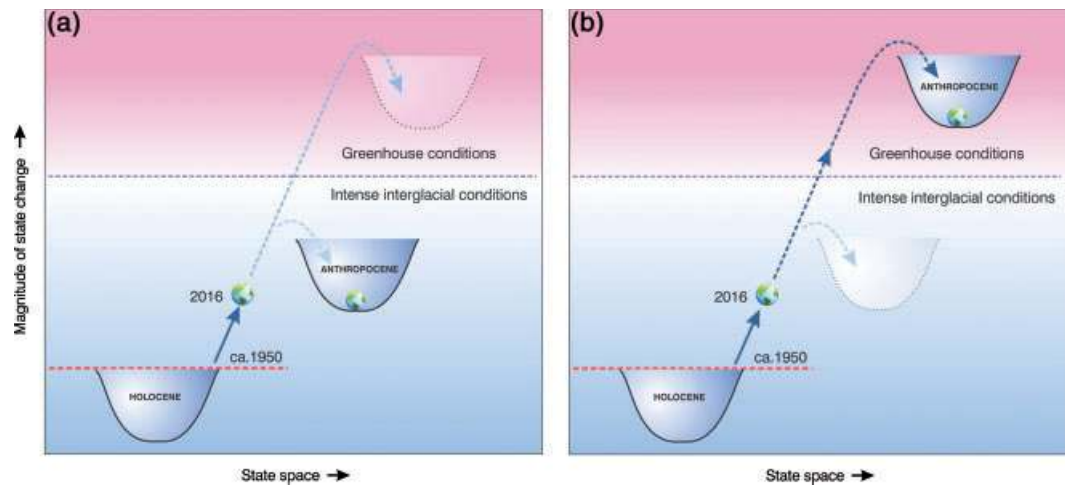 (a)
Greenhouse conditions
Intense interglacial conditions
ANTHROPOCENE
2016
ca.1950
HOLOCENE
Magnitude of state change
State space
(b)
ANTHROPOCENE
Greenhouse conditions
Intense interglacial conditions
2016
ca.1950
HOLOCENE
State space